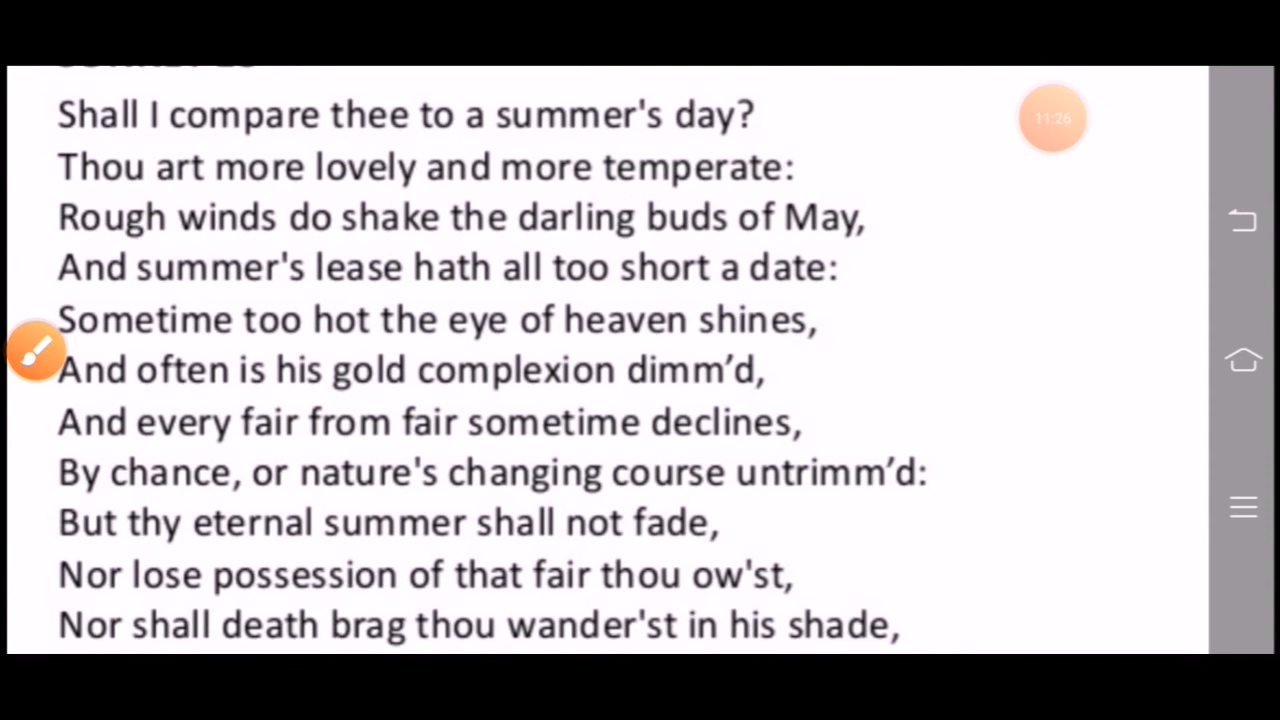 Shall I compare thee to a summer's day?
11:26
Thou art more lovely and more temperate:
Rough winds do shake the darling buds of May,
And summer's lease hath all too short a date:
Sometime too hot the eye of heaven shines,
And often is his gold complexion dimm’d,
And every fair from fair sometime declines,
By chance, or nature's changing course untrimm’d:
But thy eternal summer shall not fade,
Nor lose possession of that fair thou ow'st,
Nor shall death brag thou wander'st in his shade,